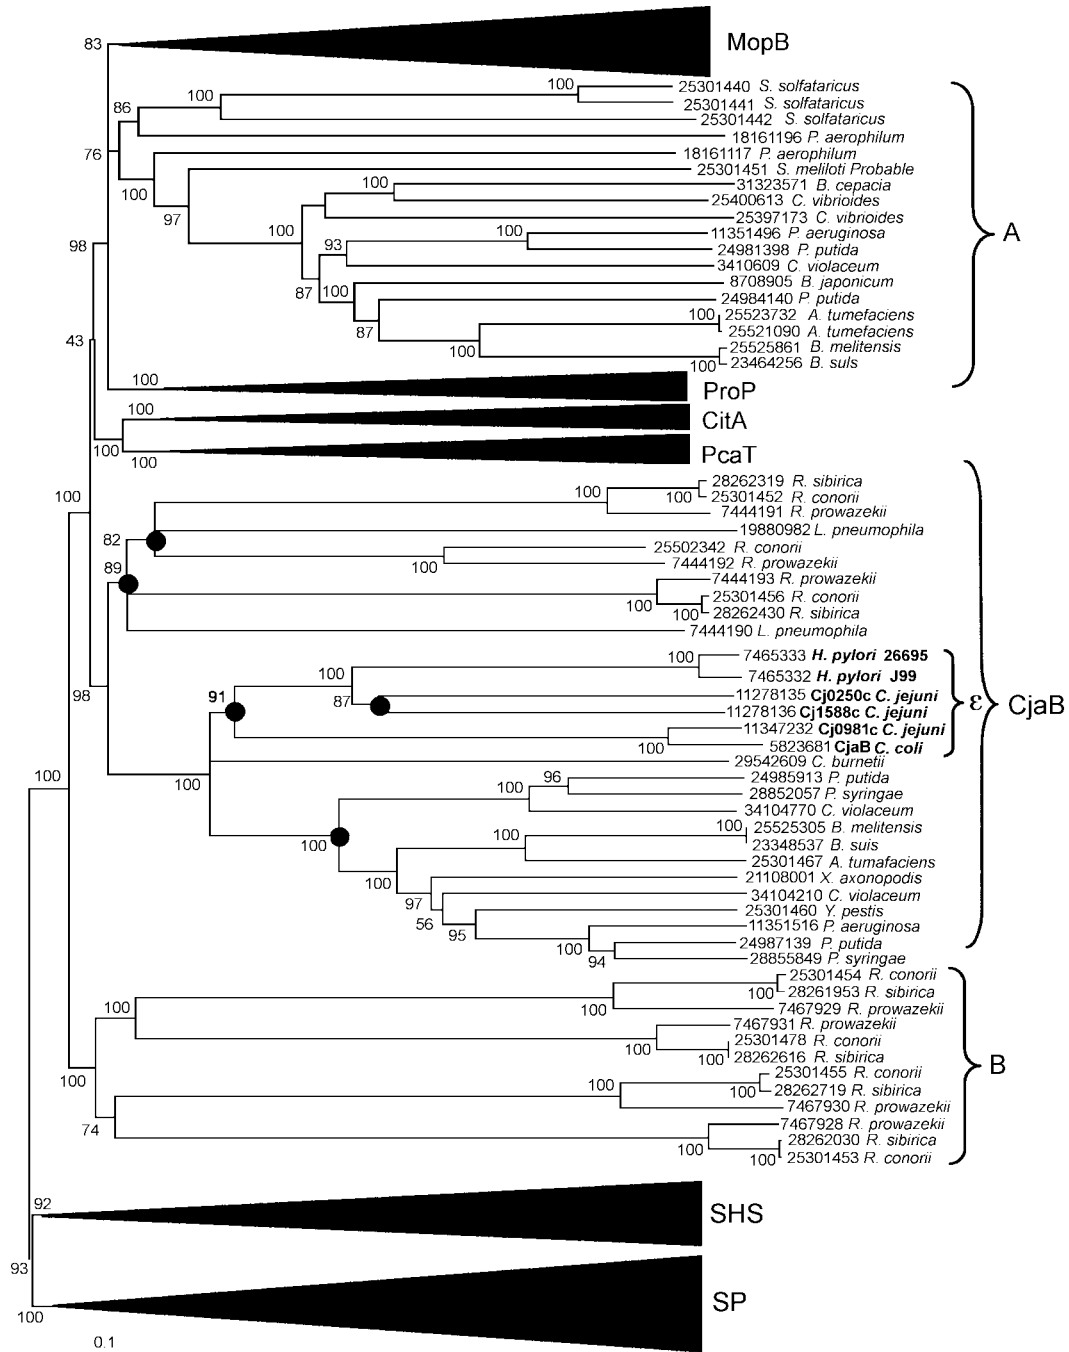 83
MopB
100
25301440 S. solfataricus
25301441 S. solfataricus
100
25301442 S. solfataricus
86
18161196 P. aerophilum
76
18161117 P. aerophilum
100
25301451 S. meliloti Probable
97
100
31323571 B. cepacia
25400613 C. vibrioides
25397173 C. vibrioides
100
100
11351496 P. aeruginosa
24981398 P. putida
93
3410609 C. violaceum
87
100
8708905 B. japonicum
87
24984140 P. putida
100
25523732 A. tumefaciens
25521090 A. tumefaciens
100
25525861 B. melitensis
100
23464256 B. suls
A
98
43
100
ProP
100
CitA
100
100
PcaT
100
100
28262319 R. sibirica
100
25301452 R. conorii
7444191 R. prowazekii
82
19880982 L. pneumophila
25502342 R. conorii
100
7444192 R. prowazekii
89
7444193 R. prowazekii
100
25301456 R. conorii
100
28262430 R. sibirica
7444190 L. pneumophila
98
100
7465333 H. pylori 26695
100
7465332 H. pylori J99
91
87
11278135 Cj0250c C. jejuni
11278136 Cj1588c C. jejuni
11347232 Cj0981c C. jejuni
100
5823681 CjaB C. coli
ε
CjaB
100
29542609 C. burnetii
96
24985913 P. putida
28852057 P. syringae
100
34104770 C. violaceum
100
100
25525305 B. melitensis
100
23348537 B. suis
25301467 A. tumafaciens
100
21108001 X. axonopodis
97
34104210 C. violaceum
56
25301460 Y. pestis
95
11351516 P. aeruginosa
100
24987139 P. putida
94
28855849 P. syringae
100
25301454 R. conorii
100
28261953 R. sibirica
100
100
7467929 R. prowazekii
7467931 R. prowazekii
100
25301478 R. conorii
100
28262616 R. sibirica
B
100
25301455 R. conorii
100
100
28262719 R. sibirica
7467930 R. prowazekii
74
7467928 R. prowazekii
100
28262030 R. sibirica
100
25301453 R. conorii
92
SHS
93
100
SP
0.1